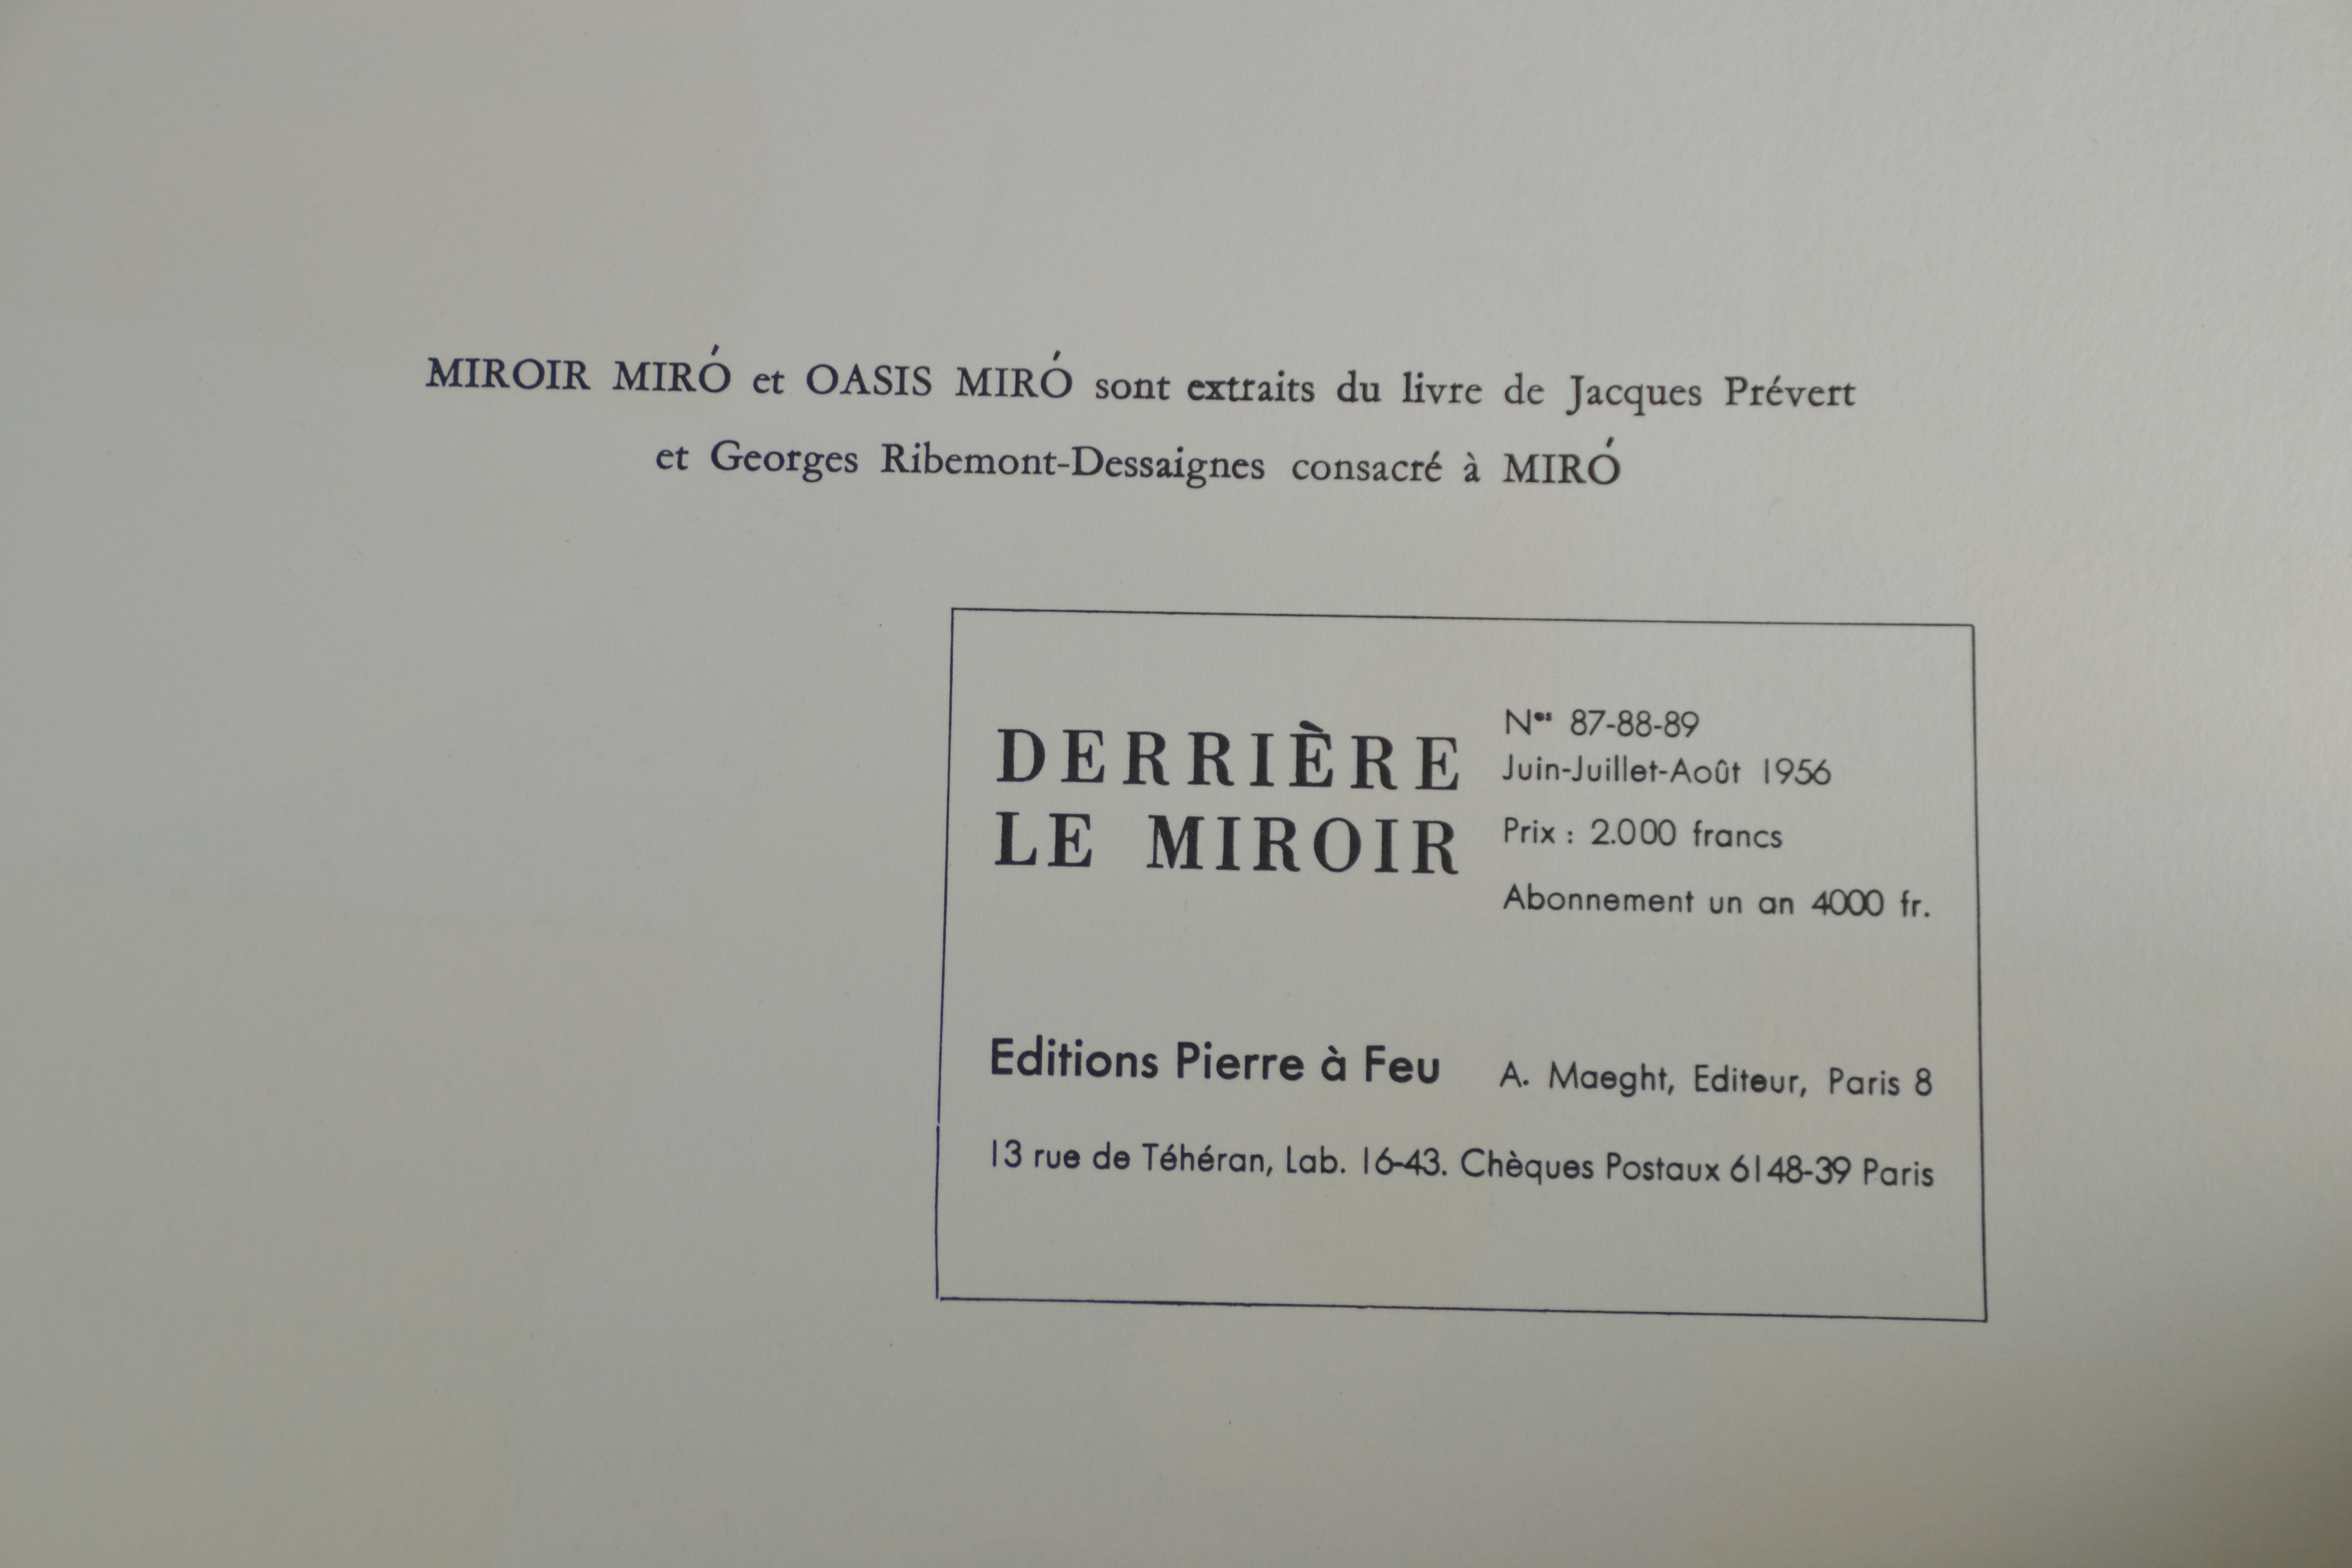 MIROIR MIRÓ et OASIS MIRÓ sont extraits du livre de Jacques Prévert
et Georges Ribemont-Dessaignes consacré à MIRÓ
DERRIÈRE
LE MIROIR
Nos 87-88-89
Juin-Juillet-Août 1956
Prix : 2.000 francs
Abonnement un an 4000 fr.
Editions Pierre à Feu
A. Maeght, Editeur, Paris 8
13 rue de Téhéran, Lab. 16-43. Chèques Postaux 6148-39 Paris